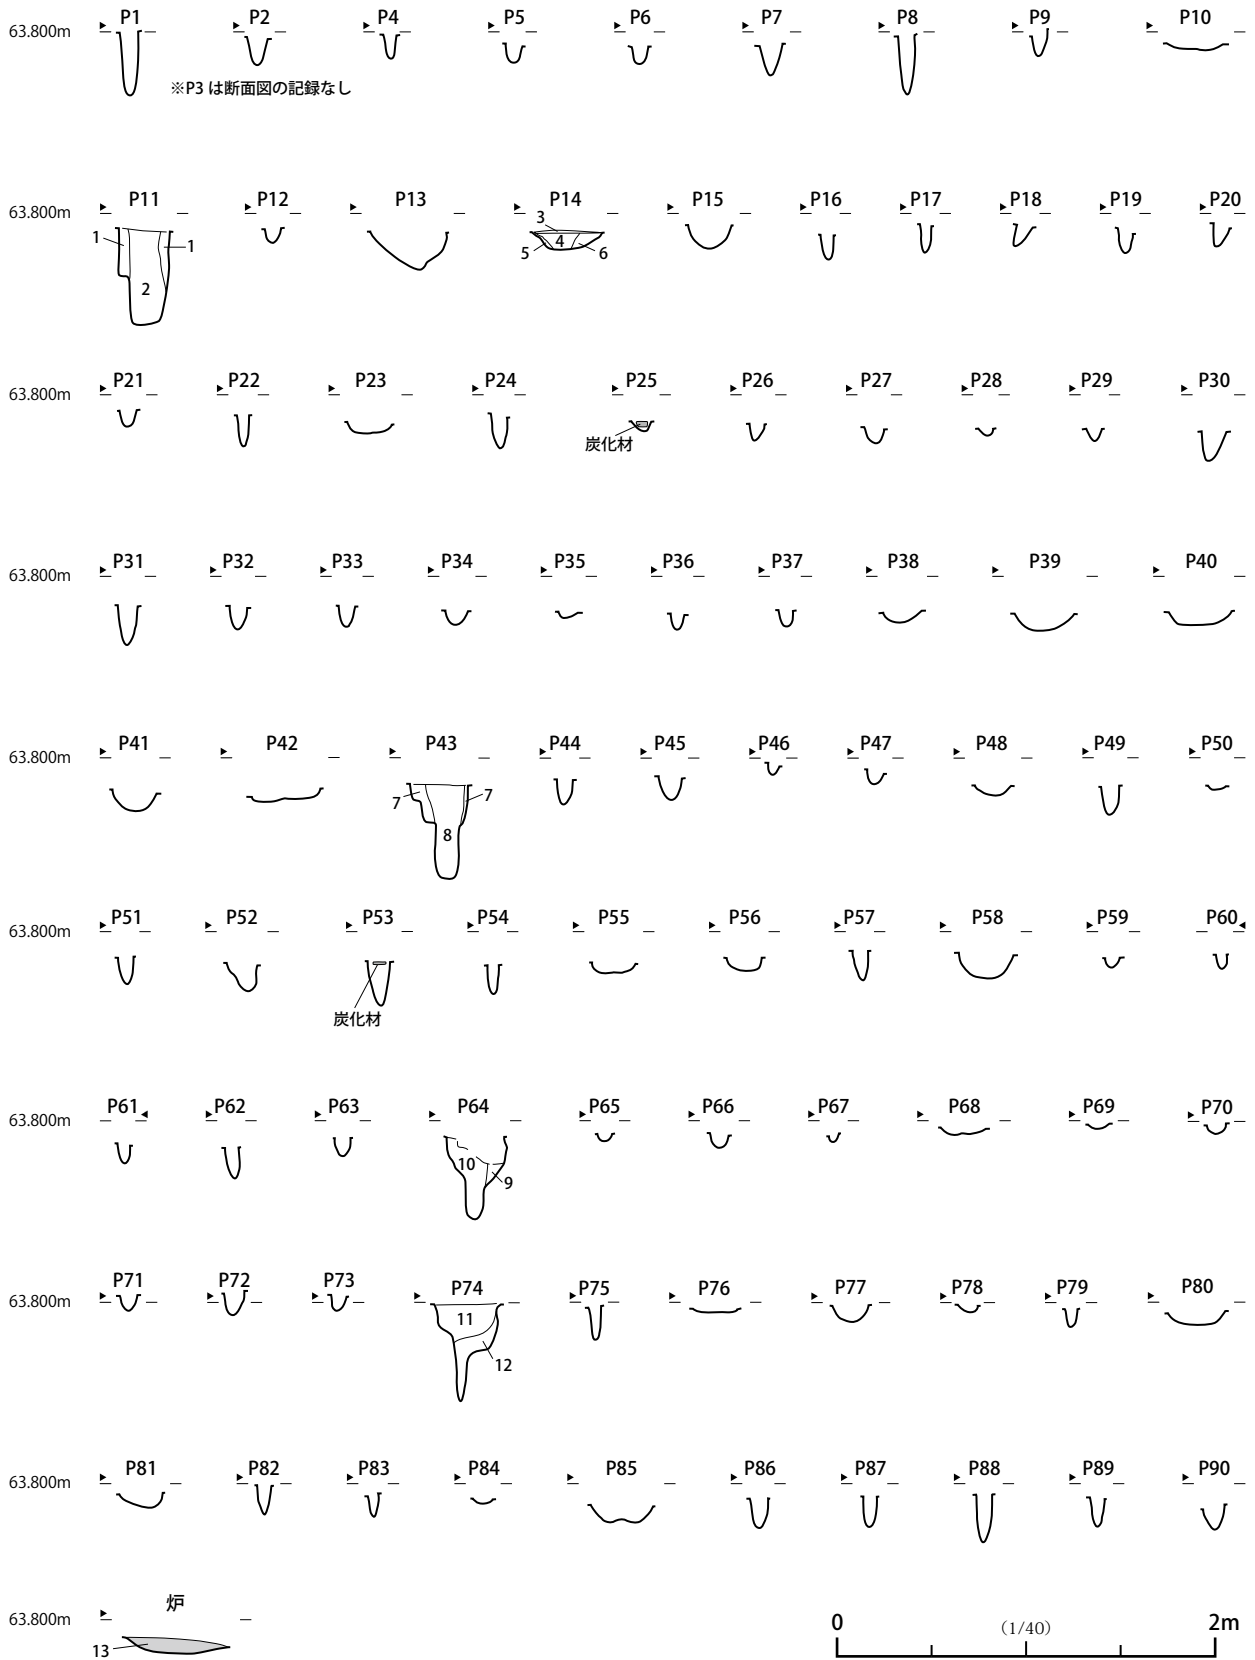 63.800m P1 P2 P4 P5 P6 P7 P8 P9 P10
※P3 は断面図の記録なし
63.800m P11 P12 P13 P14 P15 P16 P17 P18 P19 P20
1 1 2 3 4 5 6
63.800m P21 P22 P23 P24 P25 P26 P27 P28 P29 P30
炭化材
63.800m P31 P32 P33 P34 P35 P36 P37 P38 P39 P40
63.800m P41 P42 P43 P44 P45 P46 P47 P48 P49 P50
7 7 8
63.800m P51 P52 P53 P54 P55 P56 P57 P58 P59 P60
炭化材
63.800m P61 P62 P63 P64 P65 P66 P67 P68 P69 P70
10 9
63.800m P71 P72 P73 P74 P75 P76 P77 P78 P79 P80
11
12
63.800m P81 P82 P83 P84 P85 P86 P87 P88 P89 P90
63.800m 炉
13
0 (1/40) 2m